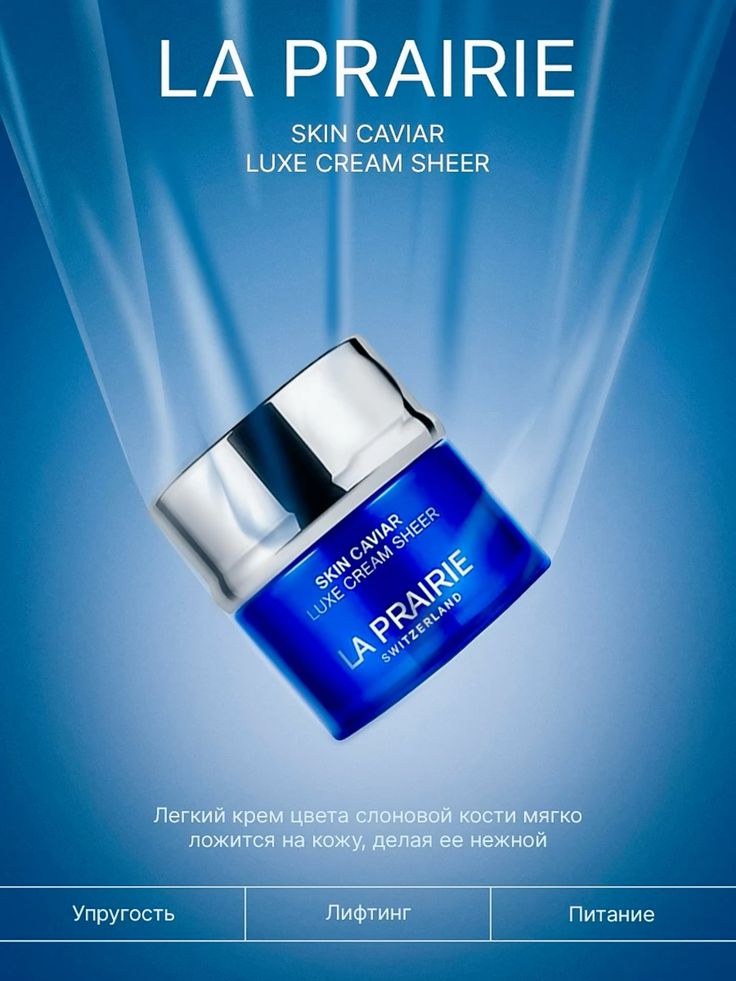 LA PRAIRIE
SKIN CAVIAR
LUXE CREAM SHEER
SKIN CAVIAR
LUXE CREAM SHEER
LA PRAIRIE
SWITZERLAND
Легкий крем цвета слоновой кости мягко
ложится на кожу, делая ее нежной
Упругость
Лифтинг
Питание